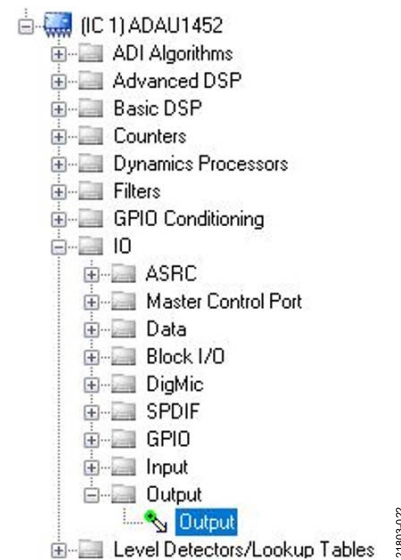 (IC 1) ADAU1452
ADI Algorithms
Advanced DSP
Basic DSP
Counters
Dynamics Processors
Filters
GPIO Conditioning
IO
ASRC
Master Control Port
Data
Block I/O
DigMic
SPDIF
GPIO
Input
Output
Output
Level Detectors/Lookup Tables
21803-022